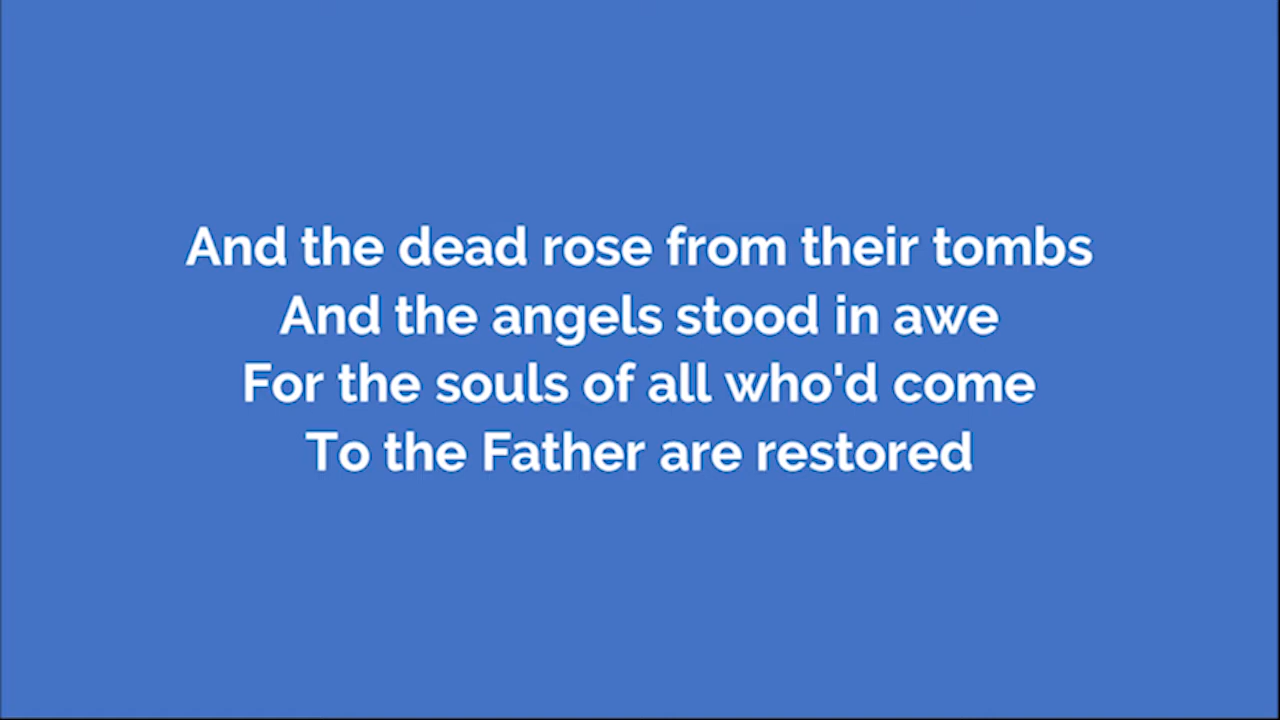 And the dead rose from their tombs
And the angels stood in awe
For the souls of all who'd come
To the Father are restored